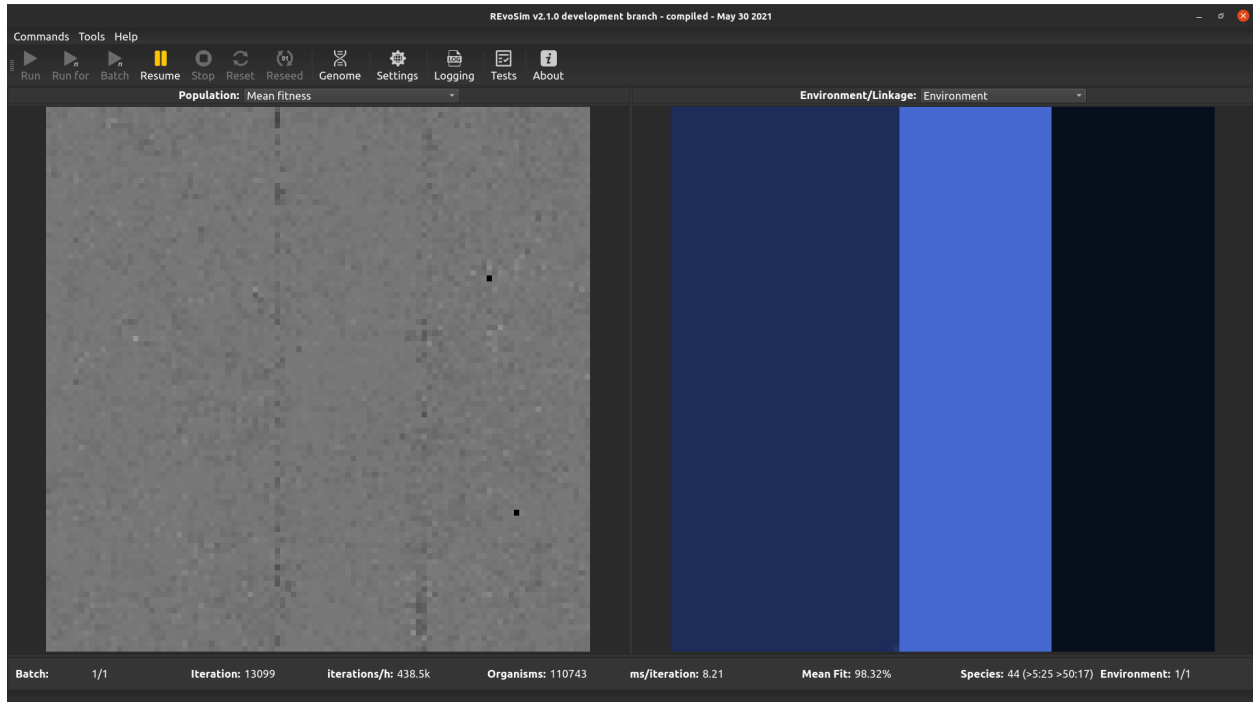 REvoSim v2.1.0 development branch - compiled - May 30 2021
Commands Tools Help
Run Run for Batch Resume Stop Reset Reseed Genome Settings Logging Tests About
Population: Mean fitness Environment/Linkage: Environment
Batch: 1/1 Iteration: 13099 iterations/h: 438.5k Organisms: 110743 ms/iteration: 8.21 Mean Fit: 98.32% Species: 44 (>5:25 >50:17) Environment: 1/1